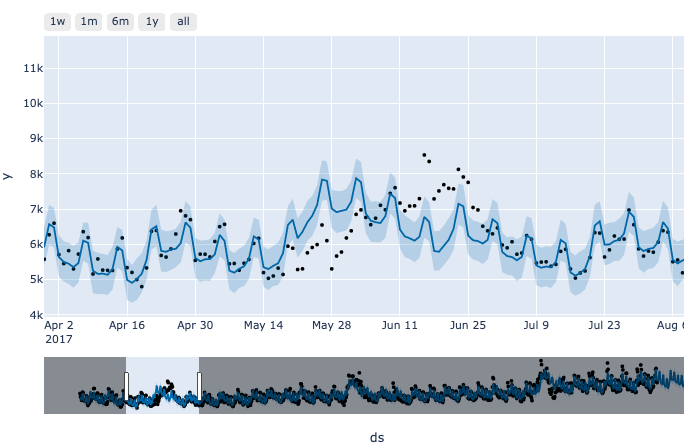 1w 1m 6m 1y all
11k
10k
9k
8k
y
7k
6k
5k
4k
Apr 2 Apr 16 Apr 30 May 14 May 28 Jun 11 Jun 25 Jul 9 Jul 23 Aug 6
2017
ds